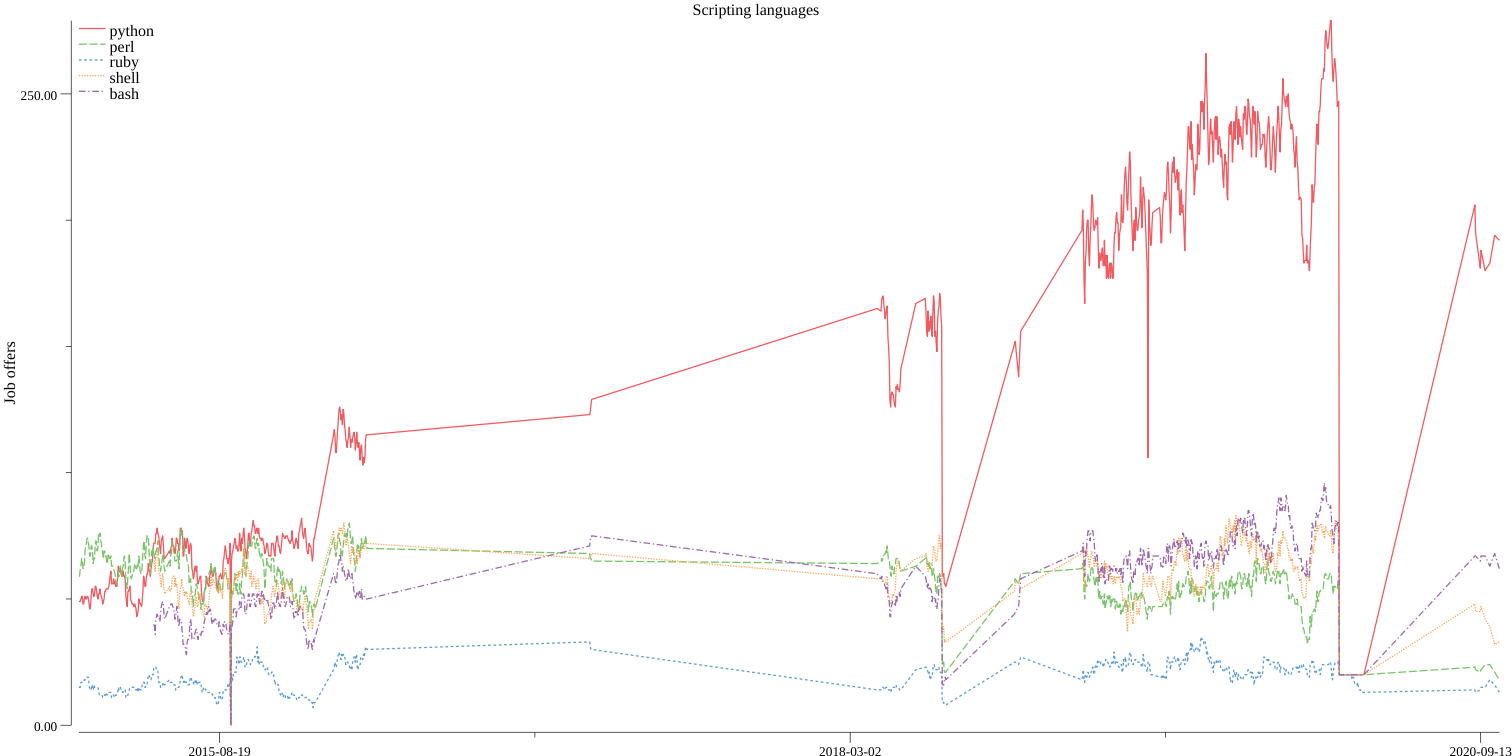 Scripting languages
python
perl
ruby
shell
bash
250.00
Job offers
0.00
2015-08-19
2018-03-02
2020-09-13